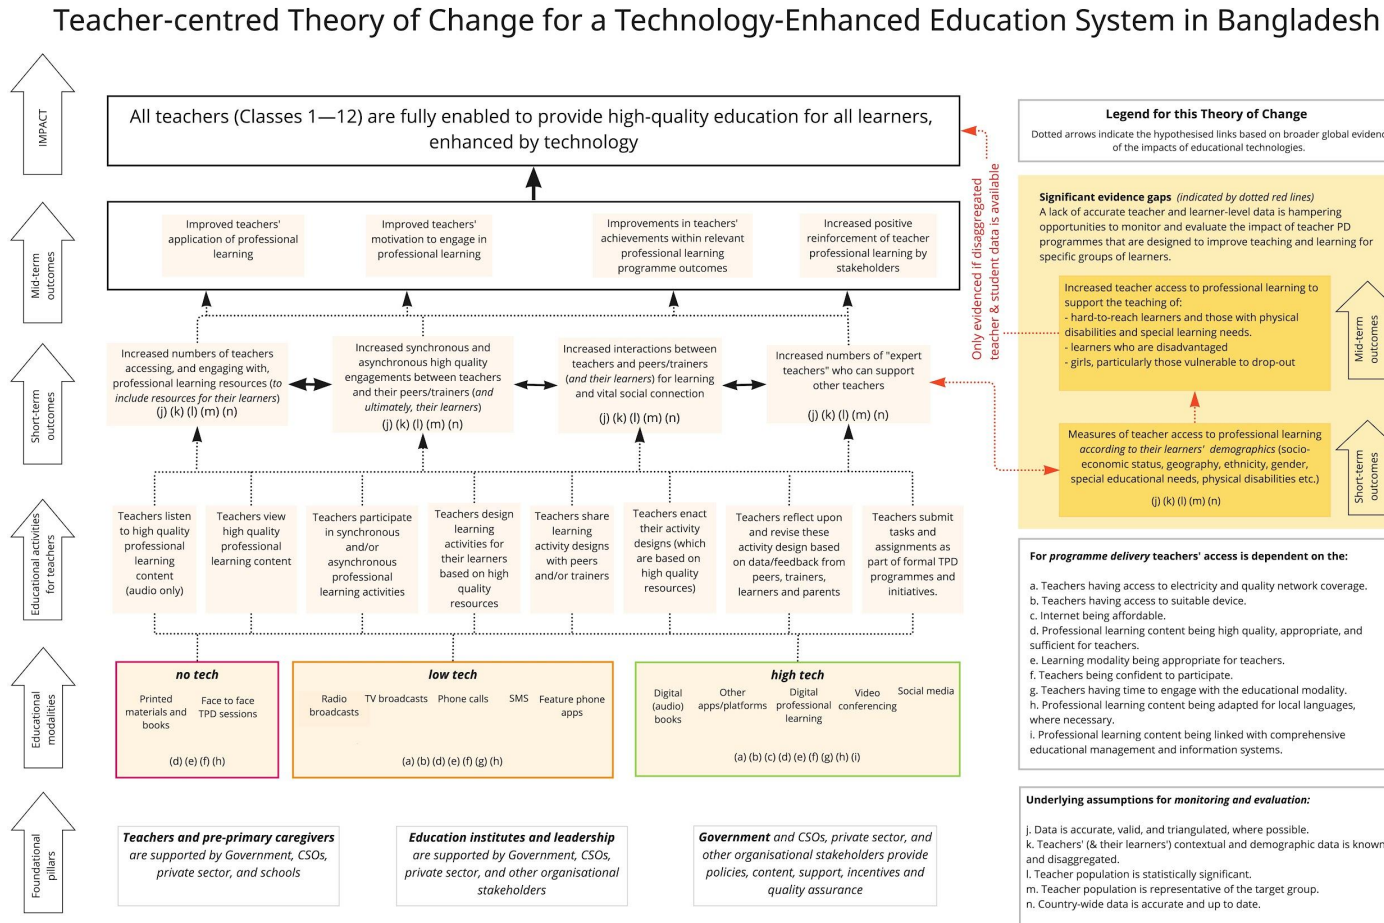 Teacher-centred Theory of Change for a Technology-Enhanced Education System in Bangladesh
IMPACT
All teachers (Classes 1—12) are fully enabled to provide high-quality education for all learners,
enhanced by technology
Mid-term
outcomes
Improved teachers'
application of professional
learning
Improved teachers'
motivation to engage in
professional learning
Improvements in teachers'
achievements within relevant
professional learning
programme outcomes
Increased positive
reinforcement of teacher
professional learning by
stakeholders
Only evidenced if disaggregated
teacher & student data is available
Short-term
outcomes
Increased numbers of teachers
accessing, and engaging with,
professional learning resources (to
include resources for their learners)
(j) (k) (l) (m) (n)
Increased synchronous and
asynchronous high quality
engagements between teachers
and their peers/trainers (and
ultimately, their learners)
(j) (k) (l) (m) (n)
Increased interactions between
teachers and peers/trainers
(and their learners) for learning
and vital social connection
(j) (k) (l) (m) (n)
Increased numbers of "expert
teachers" who can support
other teachers
(j) (k) (l) (m) (n)
Educational activities
for teachers
Teachers listen
to high quality
professional
learning
content
(audio only)
Teachers view
high quality
professional
learning content
Teachers participate
in synchronous
and/or
asynchronous
professional
learning activities
Teachers design
learning
activities for
their learners
based on high
quality
resources
Teachers share
learning
activity designs
with peers
and/or trainers
Teachers enact
their activity
designs (which
are based on
high quality
resources)
Teachers reflect upon
and revise these
activity design based
on data/feedback from
peers, trainers,
learners and parents
Teachers submit
tasks and
assignments as
part of formal TPD
programmes and
initiatives.
Educational
modalities
no tech
Printed
materials and
books
Face to face
TPD sessions
(d) (e) (f) (h)
low tech
Radio
broadcasts
TV broadcasts
Phone calls
SMS
Feature phone
apps
(a) (b) (d) (e) (f) (g) (h)
high tech
Digital
(audio)
books
Other
apps/platforms
Digital
professional
learning
Video
conferencing
Social media
(a) (b) (c) (d) (e) (f) (g) (h) (i)
Foundational
pillars
Teachers and pre-primary caregivers
are supported by Government, CSOs,
private sector, and schools
Education institutes and leadership
are supported by Government, CSOs,
private sector, and other organisational
stakeholders
Government and CSOs, private sector, and
other organisational stakeholders provide
policies, content, support, incentives and
quality assurance
Legend for this Theory of Change
Dotted arrows indicate the hypothesised links based on broader global
of the impacts of educational technologies.
Significant evidence gaps (indicated by dotted red lines)
A lack of accurate teacher and learner-level data is hampering
opportunities to monitor and evaluate the impact of teacher PD
programmes that are designed to improve teaching and learning for
specific groups of learners.
Increased teacher access to professional learning to
support the teaching of:
- hard-to-reach learners and those with physical
disabilities and special learning needs.
- learners who are disadvantaged
- girls, particularly those vulnerable to drop-out
Mid-term
outcomes
Measures of teacher access to professional learning
according to their learners' demographics (socio-
economic status, geography, ethnicity, gender,
special educational needs, physical disabilities etc.)
(j) (k) (l) (m) (n)
Short-term
outcomes
For programme delivery teachers' access is dependent on the:
a. Teachers having access to electricity and quality network coverage.
b. Teachers having access to suitable device.
c. Internet being affordable.
d. Professional learning content being high quality, appropriate, and
sufficient for teachers.
e. Learning modality being appropriate for teachers.
f. Teachers being confident to participate.
g. Teachers having time to engage with the educational modality.
h. Professional learning content being adapted for local languages,
where necessary.
i. Professional learning content being linked with comprehensive
educational management and information systems.
Underlying assumptions for monitoring and evaluation:
j. Data is accurate, valid, and triangulated, where possible.
k. Teachers' (& their learners') contextual and demographic data is known
and disaggregated.
l. Teacher population is statistically significant.
m. Teacher population is representative of the target group.
n. Country-wide data is accurate and up to date.